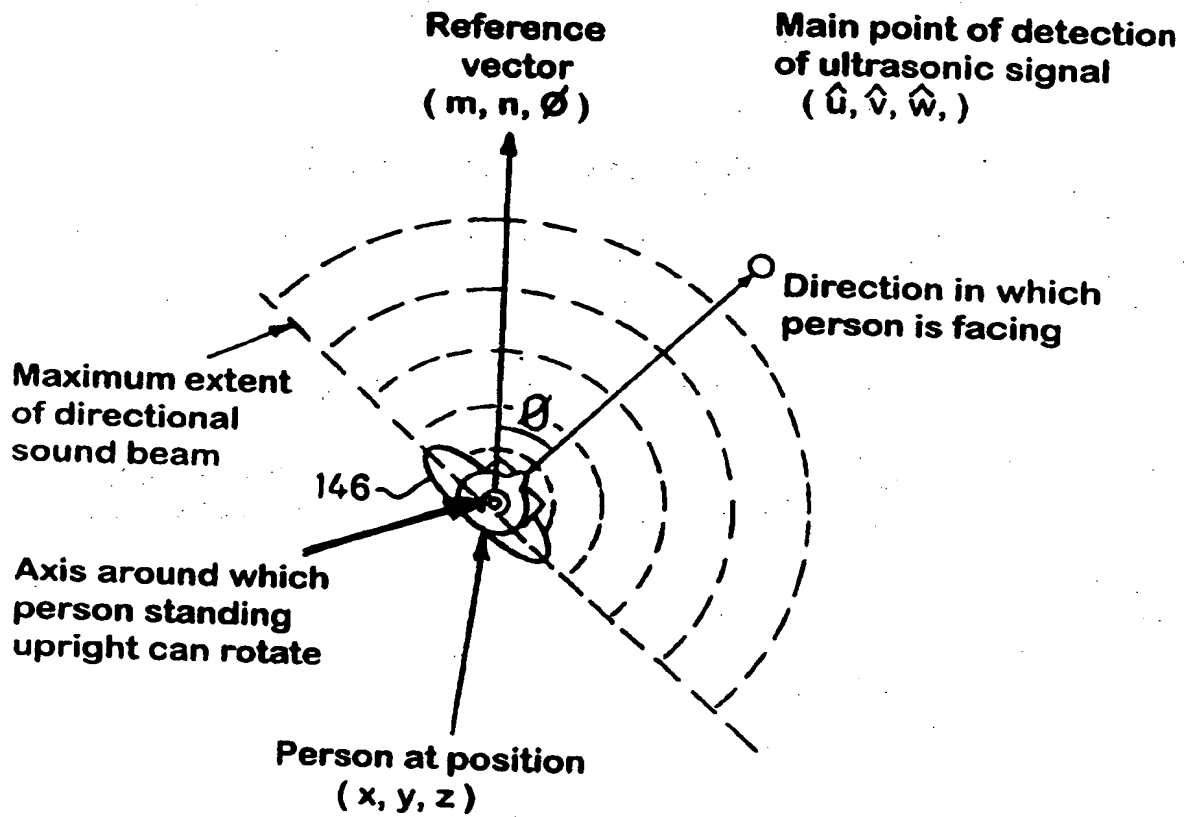 Reference
vector
( m, n, Ø )
Main point of detection
of ultrasonic signal
( û, v̂, ŵ, )
Direction in which
person is facing
Maximum extent
of directional
sound beam
θ
146
Axis around which
person standing
upright can rotate
Person at position
( x, y, z )